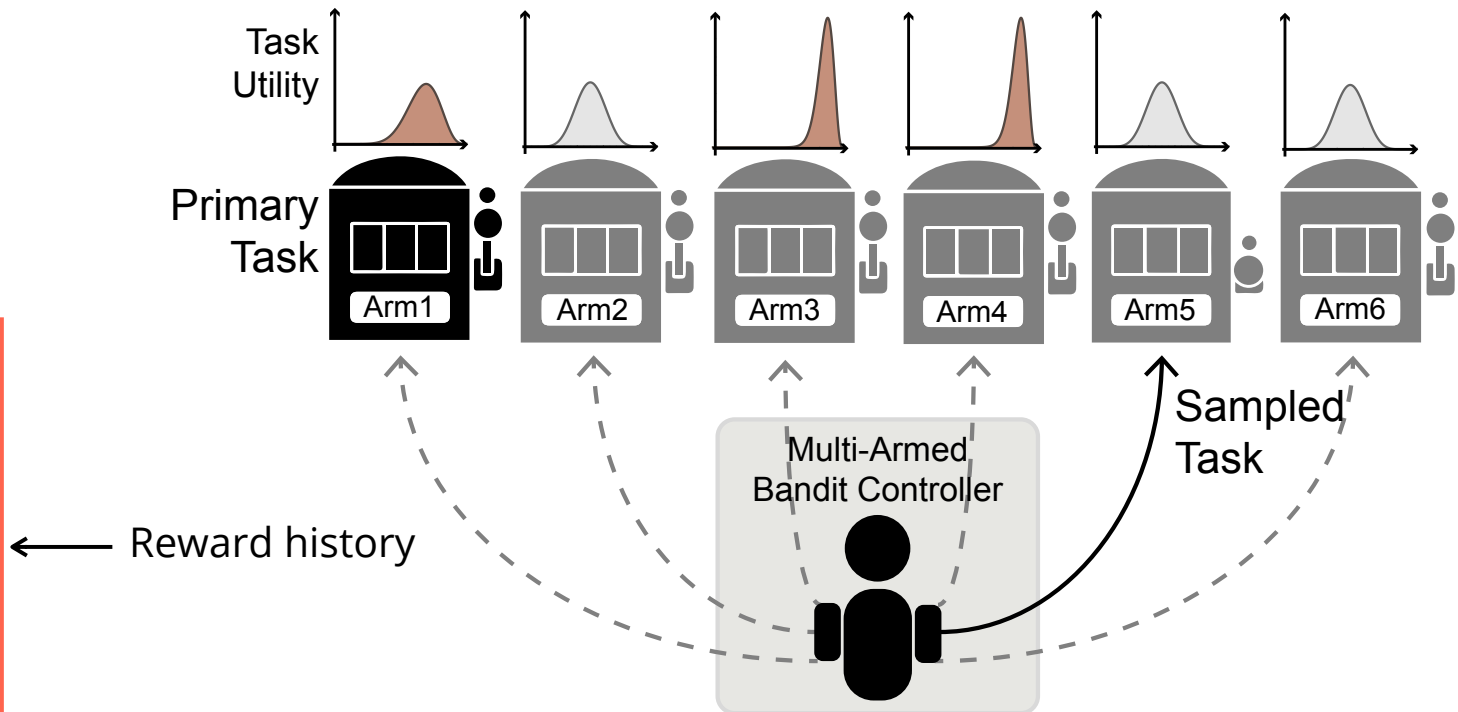 Task
Utility
Primary
Task
Arm1
Arm2
Arm3
Arm4
Arm5
Arm6
Sampled
Task
Multi-Armed
Bandit Controller
Reward history